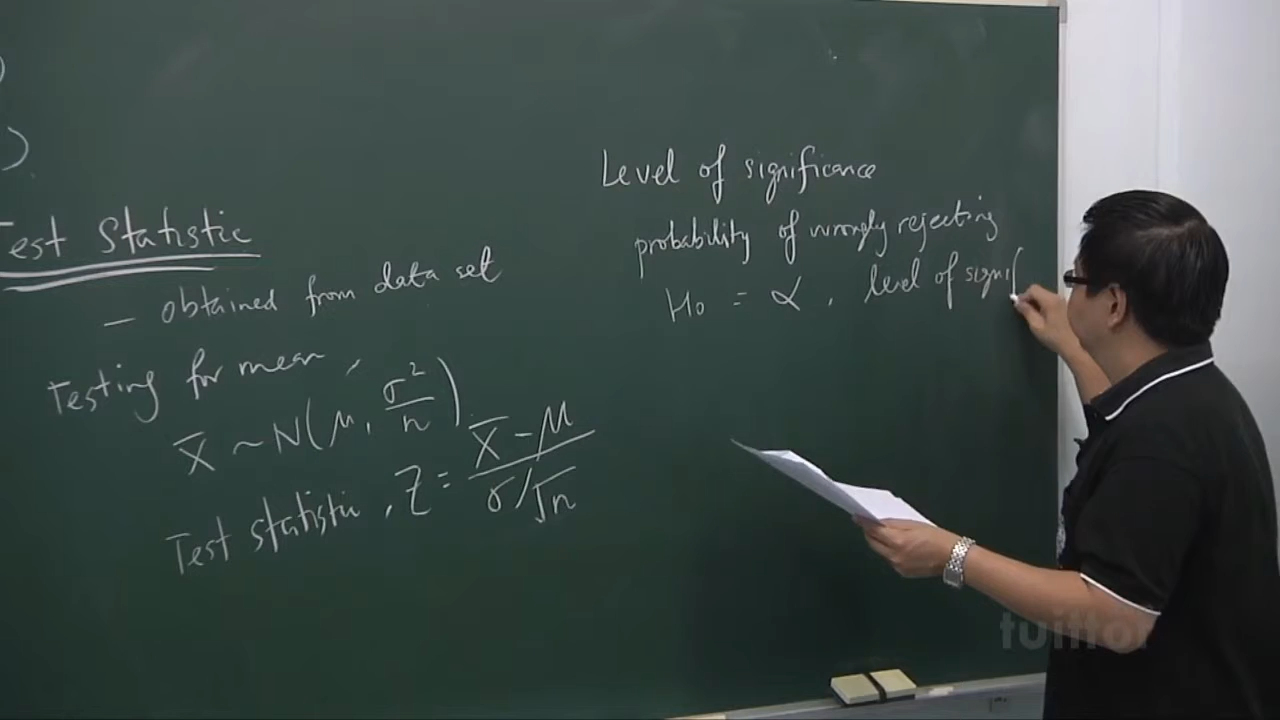 Test Statistic
– obtained from data set
Testing for mean,
X̄ ~ N(μ, σ²/n)
Test statistic, Z = (X̄ – μ)/(σ/√n)
Level of significance
probability of wrongly rejecting
H₀ = α, level of signif
tuittor